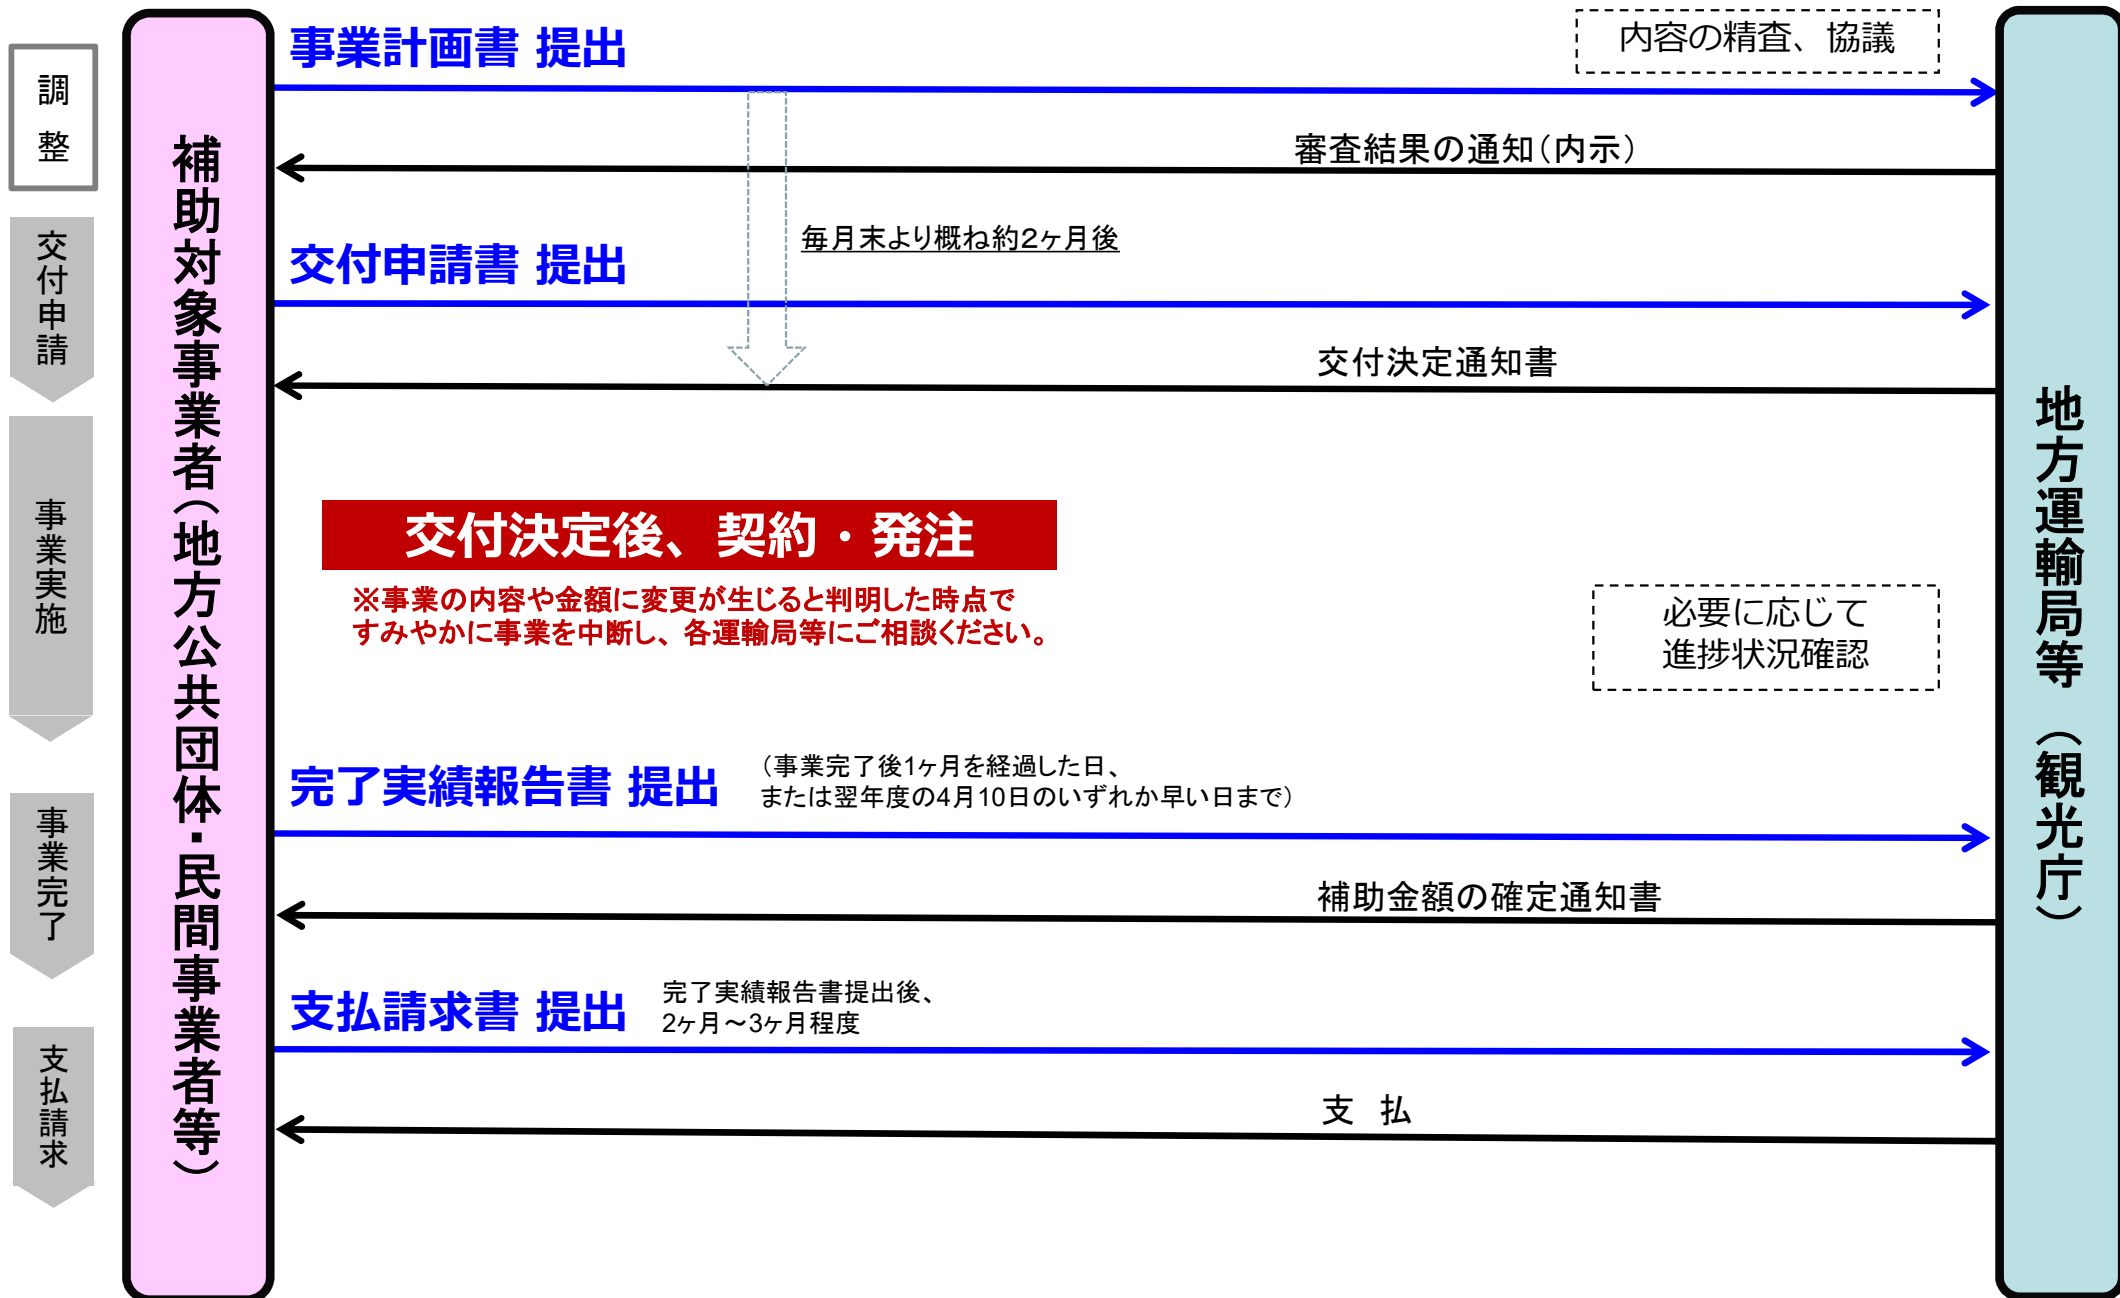 調
整
交付申請
事業実施
事業完了
支払請求
補助対象事業者(地方公共団体・民間事業者等)
事業計画書 提出
内容の精査、協議
審査結果の通知(内示)
毎月末より概ね約2ヶ月後
交付申請書 提出
交付決定通知書
交付決定後、契約・発注
※事業の内容や金額に変更が生じると判明した時点で
すみやかに事業を中断し、各運輸局等にご相談ください。
必要に応じて
進捗状況確認
完了実績報告書 提出
(事業完了後1ヶ月を経過した日、
または翌年度の4月10日のいずれか早い日まで)
補助金額の確定通知書
支払請求書 提出
完了実績報告書提出後、
2ヶ月～3ヶ月程度
支 払
地方運輸局等 (観光庁)